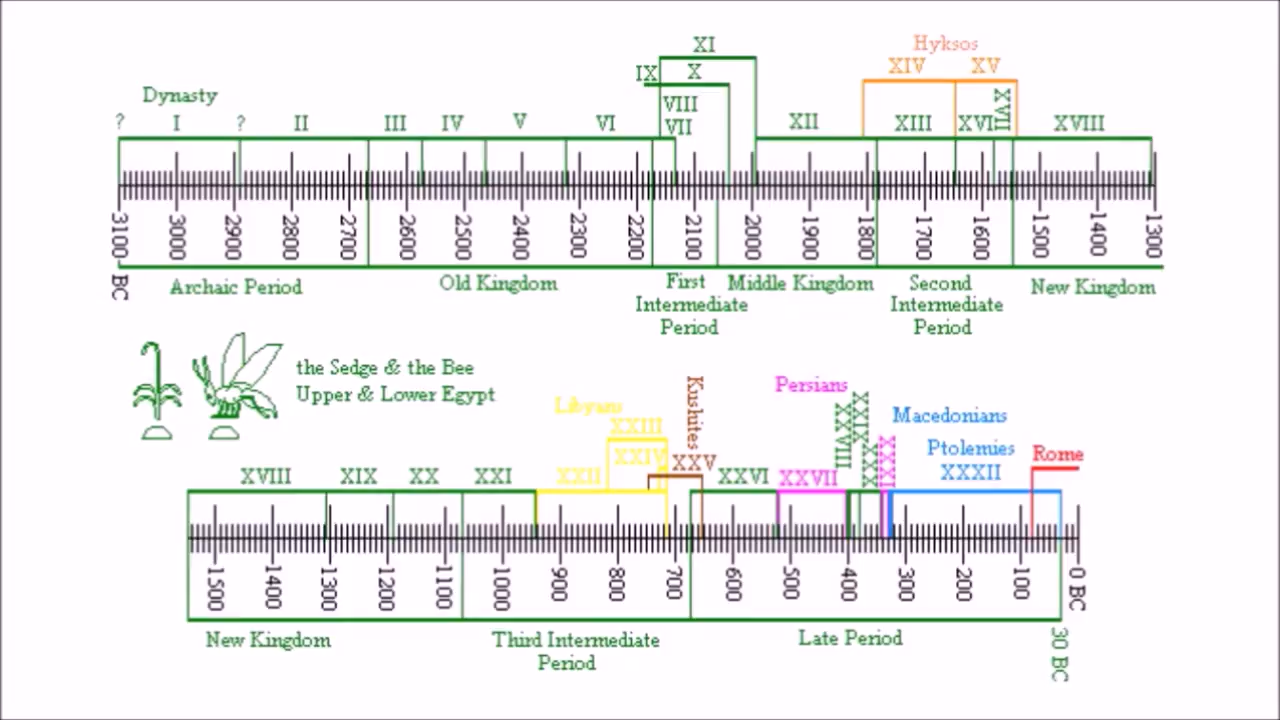 XI
Hyksos
IX X XIV XV
Dynasty VIII XVII
? I ? II III IV V VI VII XII XIII XVI XVIII
3100 BC 3000 2900 2800 2700 2600 2500 2400 2300 2200 2100 2000 1900 1800 1700 1600 1500 1400 1300
Archaic Period Old Kingdom First Intermediate Period Middle Kingdom Second Intermediate Period New Kingdom
the Sedge & the Bee
Upper & Lower Egypt
Libyans Kushites Persians XXVIII XXIX XXX XXXI Macedonians
XXIII Ptolemies Rome
XXIV XXV XXXII
XVIII XIX XX XXI XXII XXVI XXVII
1500 1400 1300 1200 1100 1000 900 800 700 600 500 400 300 200 100 0 BC
New Kingdom Third Intermediate Period Late Period 30 BC